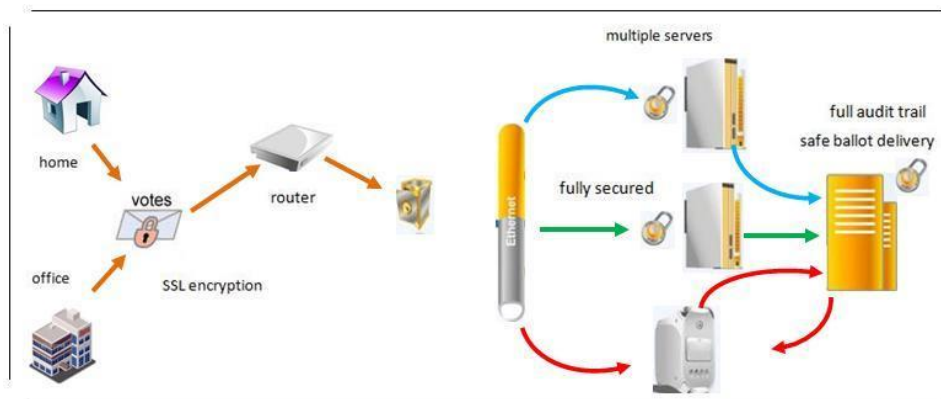 multiple servers
full audit trail
safe ballot delivery
home
votes
router
fully secured
Ethernet
office
SSL encryption